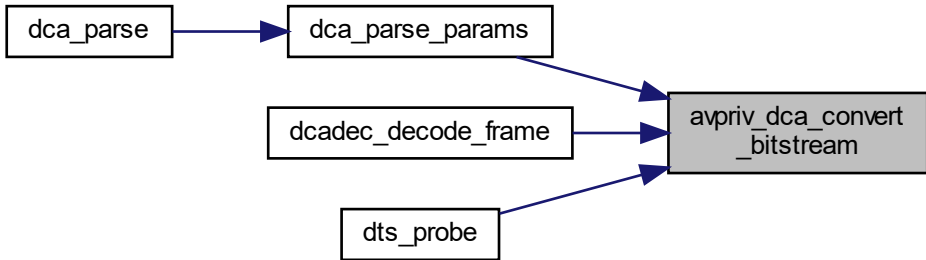 dca_parse
dca_parse_params
avpriv_dca_convert
_bitstream
dcadec_decode_frame
dts_probe